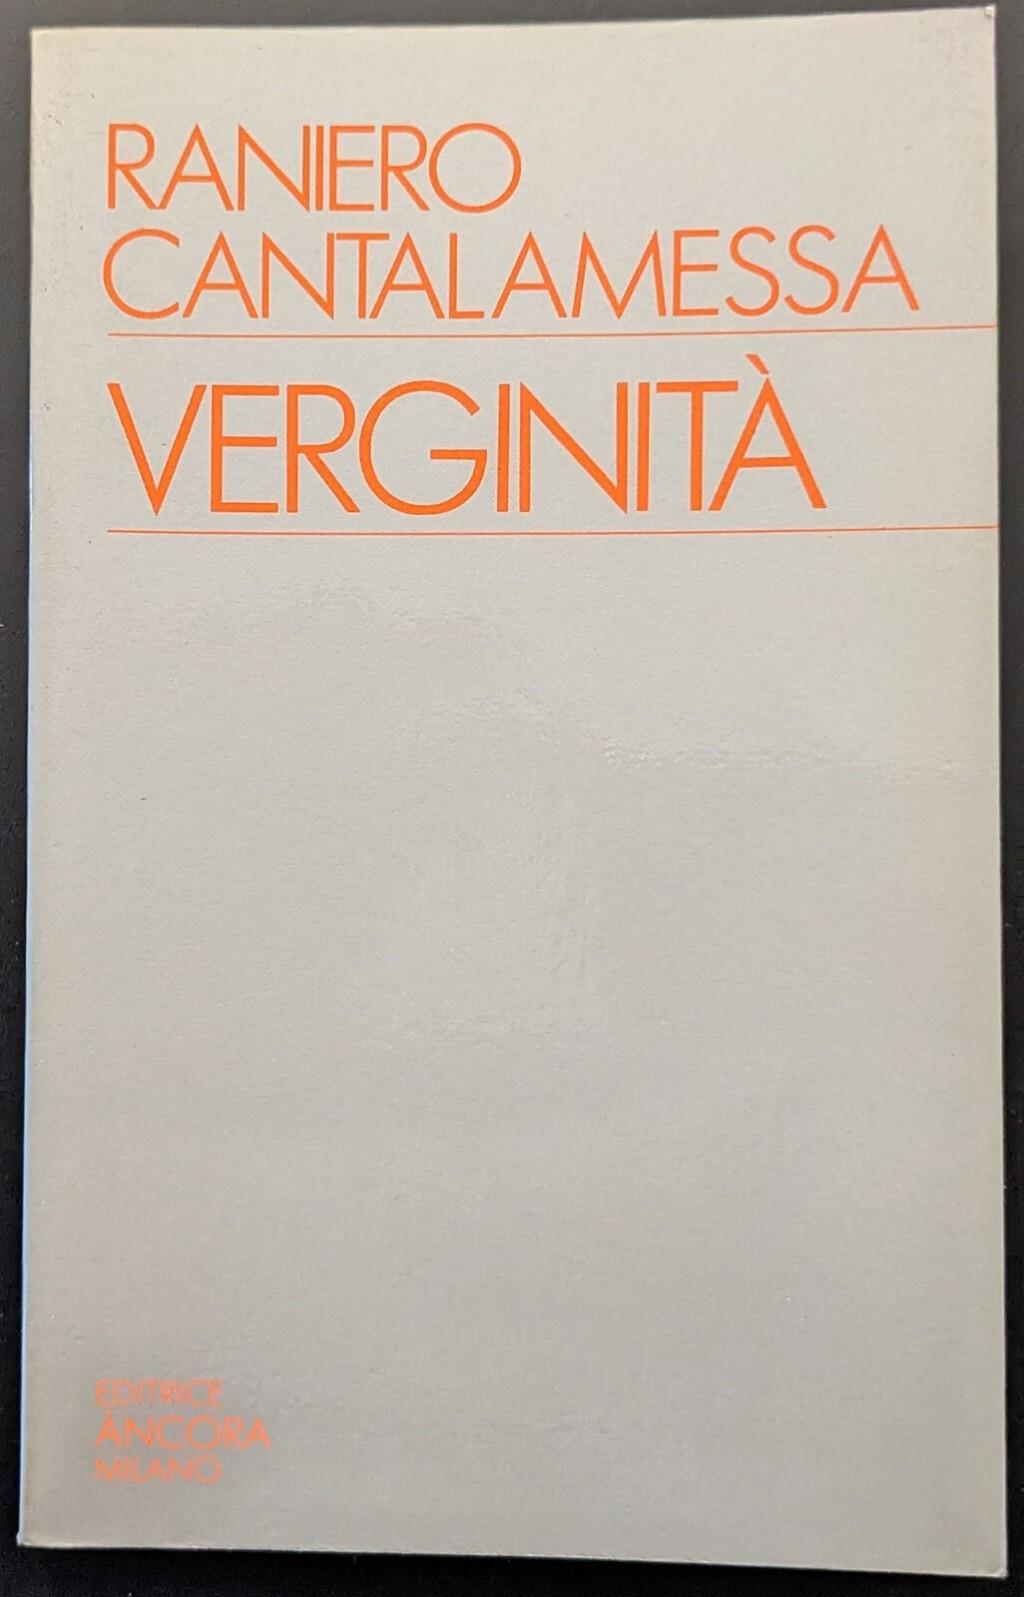 RANIERO
CANTALAMESSA
VERGINITÀ
EDITRICE
ÀNCORA
MILANO